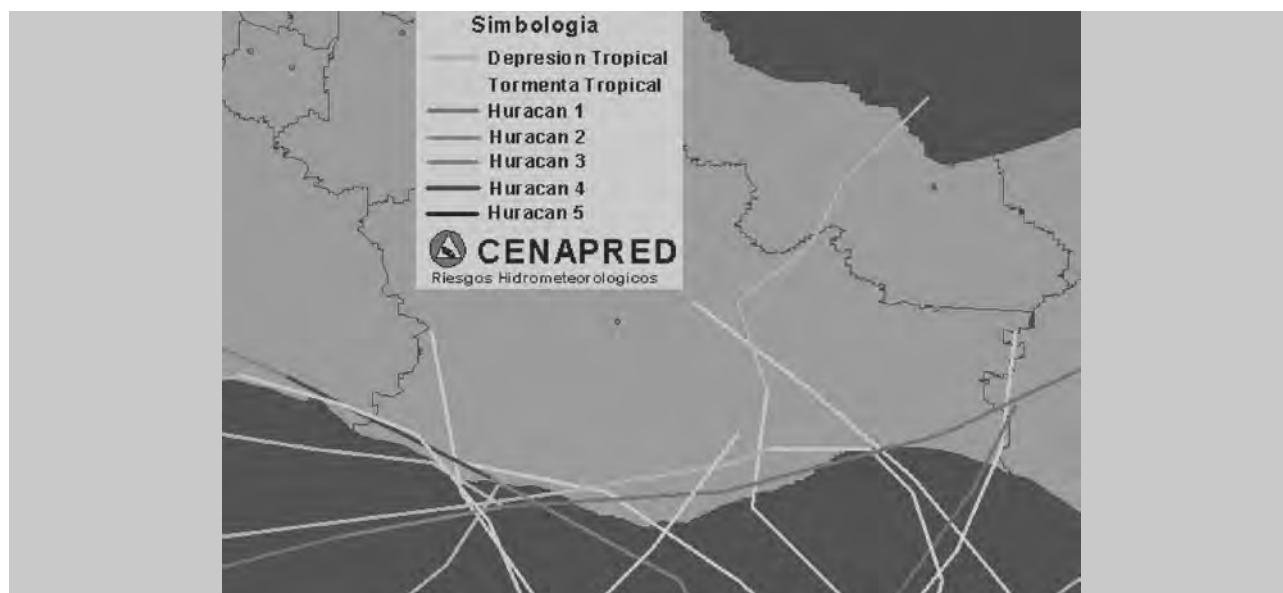 Simbologia
Depresion Tropical
Tormenta Tropical
Huracan 1
Huracan 2
Huracan 3
Huracan 4
Huracan 5
CENAPRED
Riesgos Hidrometeorologicos